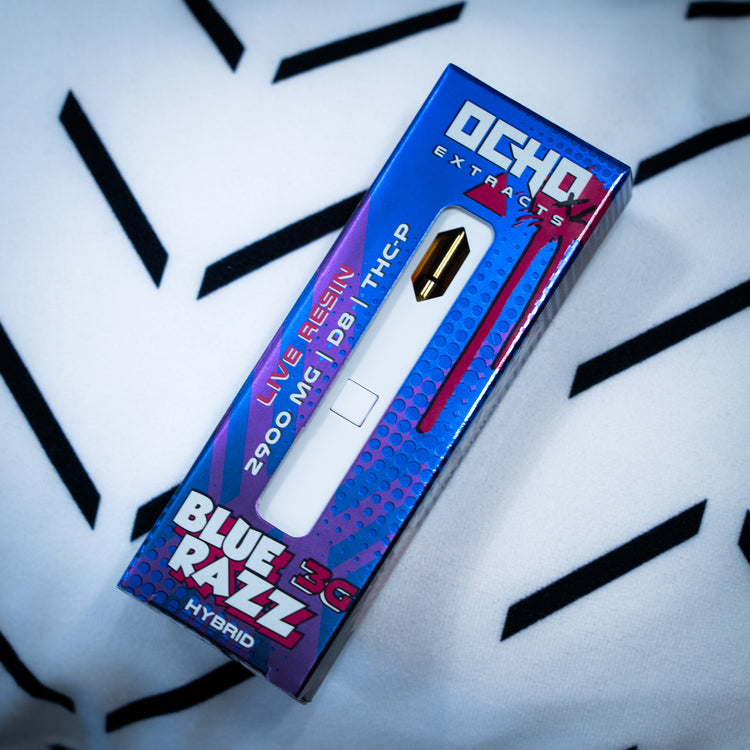 OCHO XL
EXTRACTS
LIVE RESIN
2900 MG | D8 | THC-P
BLUE
RAZZ
3G
HYBRID